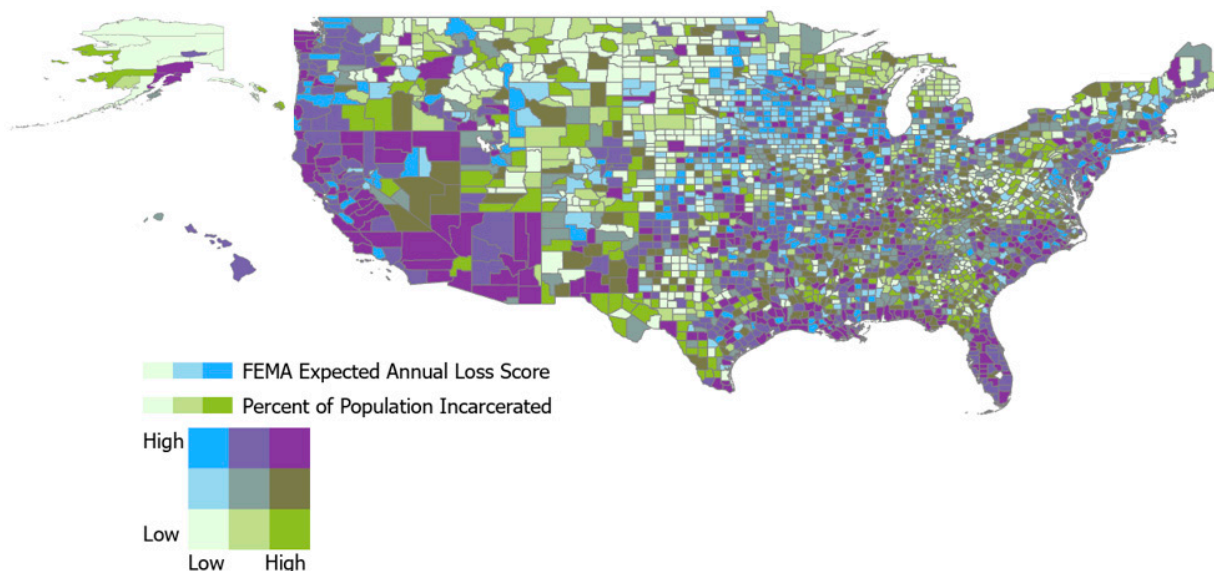 FEMA Expected Annual Loss Score
Percent of Population Incarcerated
High
Low
Low High